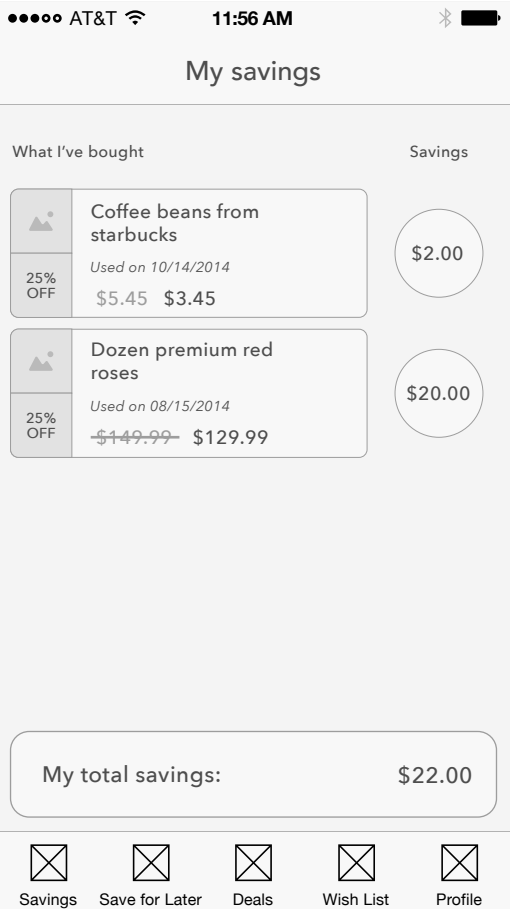 AT&T 11:56 AM
My savings
What I've bought Savings
Coffee beans from
starbucks
Used on 10/14/2014
$5.45 $3.45
25%
OFF
$2.00
Dozen premium red
roses
Used on 08/15/2014
$149.99 $129.99
25%
OFF
$20.00
My total savings: $22.00
Savings Save for Later Deals Wish List Profile